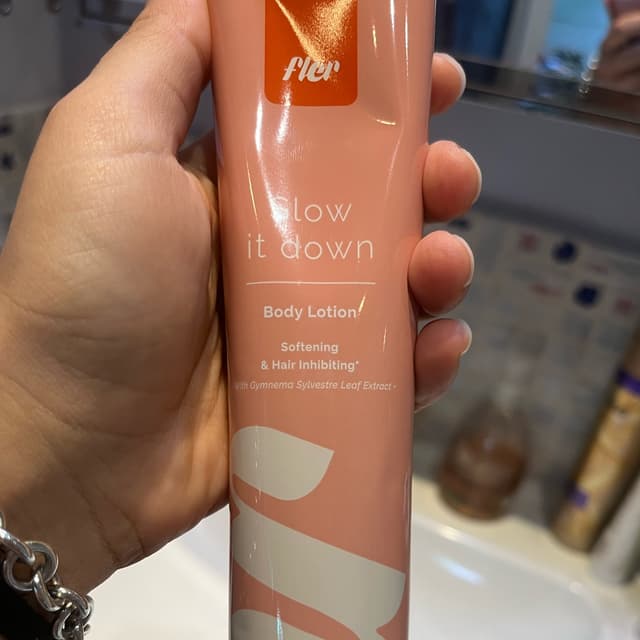 fler
Slow
it down
Body Lotion
Softening
& Hair Inhibiting*
With Gymnema Sylvestre Leaf Extract